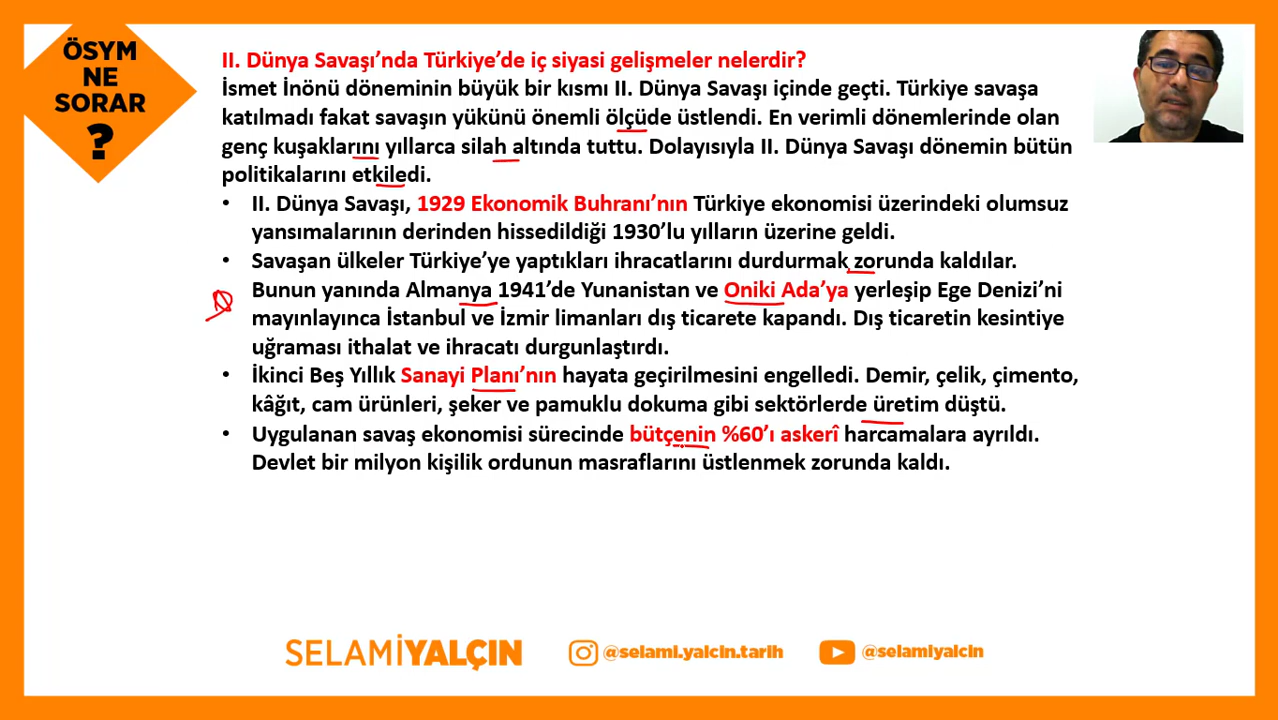 ÖSYM
NE
SORAR
?
II. Dünya Savaşı’nda Türkiye’de iç siyasi gelişmeler nelerdir?
İsmet İnönü döneminin büyük bir kısmı II. Dünya Savaşı içinde geçti. Türkiye savaşa
katılmadı fakat savaşın yükünü önemli ölçüde üstlendi. En verimli dönemlerinde olan
genç kuşaklarını yıllarca silah altında tuttu. Dolayısıyla II. Dünya Savaşı dönemin bütün
politikalarını etkiledi.
• II. Dünya Savaşı, 1929 Ekonomik Buhranı’nın Türkiye ekonomisi üzerindeki olumsuz
yansımalarının derinden hissedildiği 1930’lu yılların üzerine geldi.
• Savaşan ülkeler Türkiye’ye yaptıkları ihracatlarını durdurmak zorunda kaldılar.
Bunun yanında Almanya 1941’de Yunanistan ve Oniki Ada’ya yerleşip Ege Denizi’ni
mayınlayınca İstanbul ve İzmir limanları dış ticarete kapandı. Dış ticaretin kesintiye
uğraması ithalat ve ihracatı durgunlaştırdı.
• İkinci Beş Yıllık Sanayi Planı’nın hayata geçirilmesini engelledi. Demir, çelik, çimento,
kâğıt, cam ürünleri, şeker ve pamuklu dokuma gibi sektörlerde üretim düştü.
• Uygulanan savaş ekonomisi sürecinde bütçenin %60’ı askerî harcamalara ayrıldı.
Devlet bir milyon kişilik ordunun masraflarını üstlenmek zorunda kaldı.
SELAMİYALÇIN @selami.yalcin.tarih @selamiyalcin